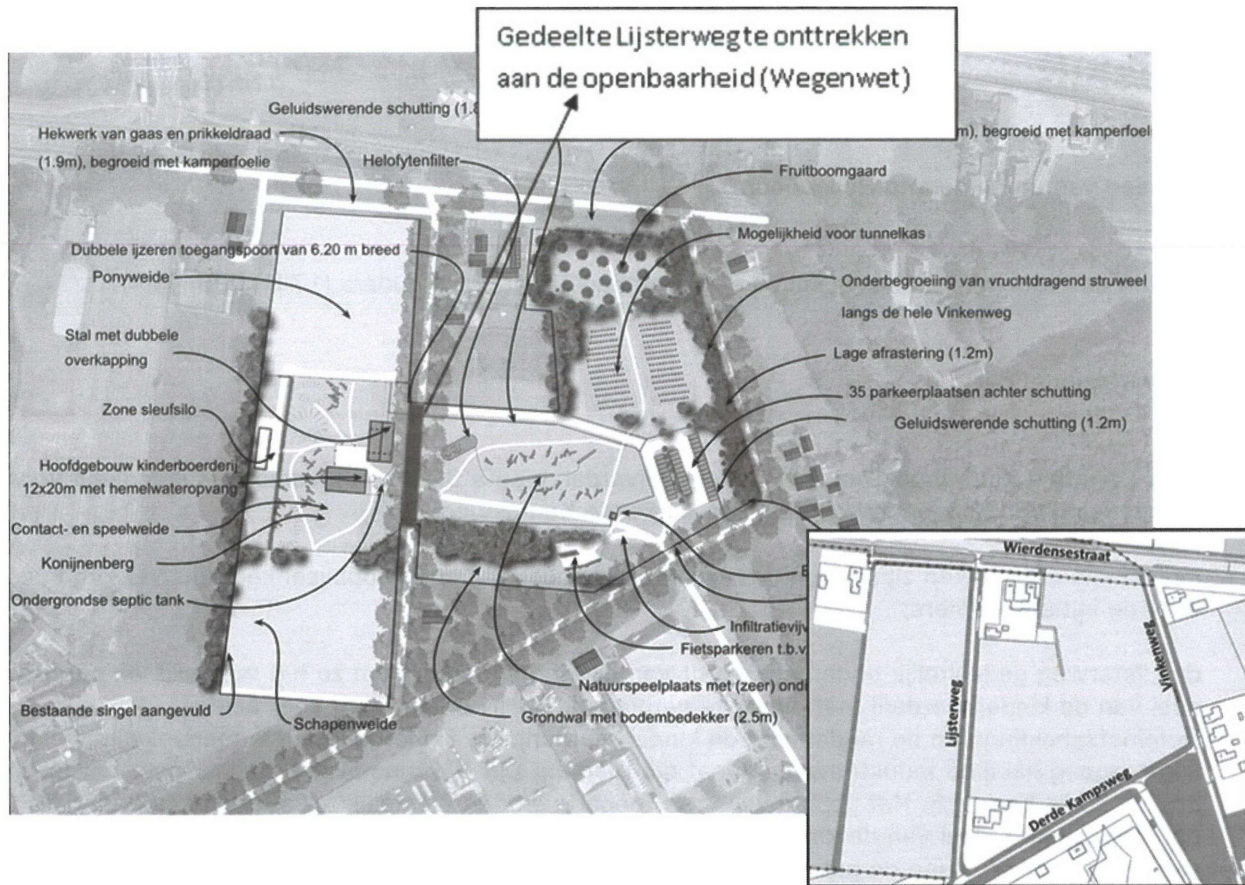 Gedeelte Lijsterwegte onttrekken
aan de openbaarheid (Wegenwet)
Geluidswerende schutting (1.8
Hekwerk van gaas en prikkeldraad
(1.9m), begroeid met kamperfoelie
Helofytenfilter
), begroeid met kamperfoeli
Fruitboomgaard
Dubbele ijzeren toegangspoort van 6.20 m breed
Mogelijkheid voor tunnelkas
Ponyweide
Onderbegroeiing van vruchtdragend struweel
langs de hele Vinkenweg
Stal met dubbele
overkapping
Lage afrastering (1.2m)
Zone sleufsilo
35 parkeerplaatsen achter schutting
Geluidswerende schutting (1.2m)
Hoofdgebouw kinderboerderij
12x20m met hemelwateropvang
Contact- en speelweide
Konijnenberg
Ondergrondse septic tank
Infiltratievijv
Fietsparkeren t.b.v
Natuurspeelplaats met (zeer) ondi
Grondwal met bodembedekker (2.5m)
Bestaande singel aangevuld
Schapenweide
Wierdensestraat
Vinkenweg
Lijsterweg
Derde Kampsweg